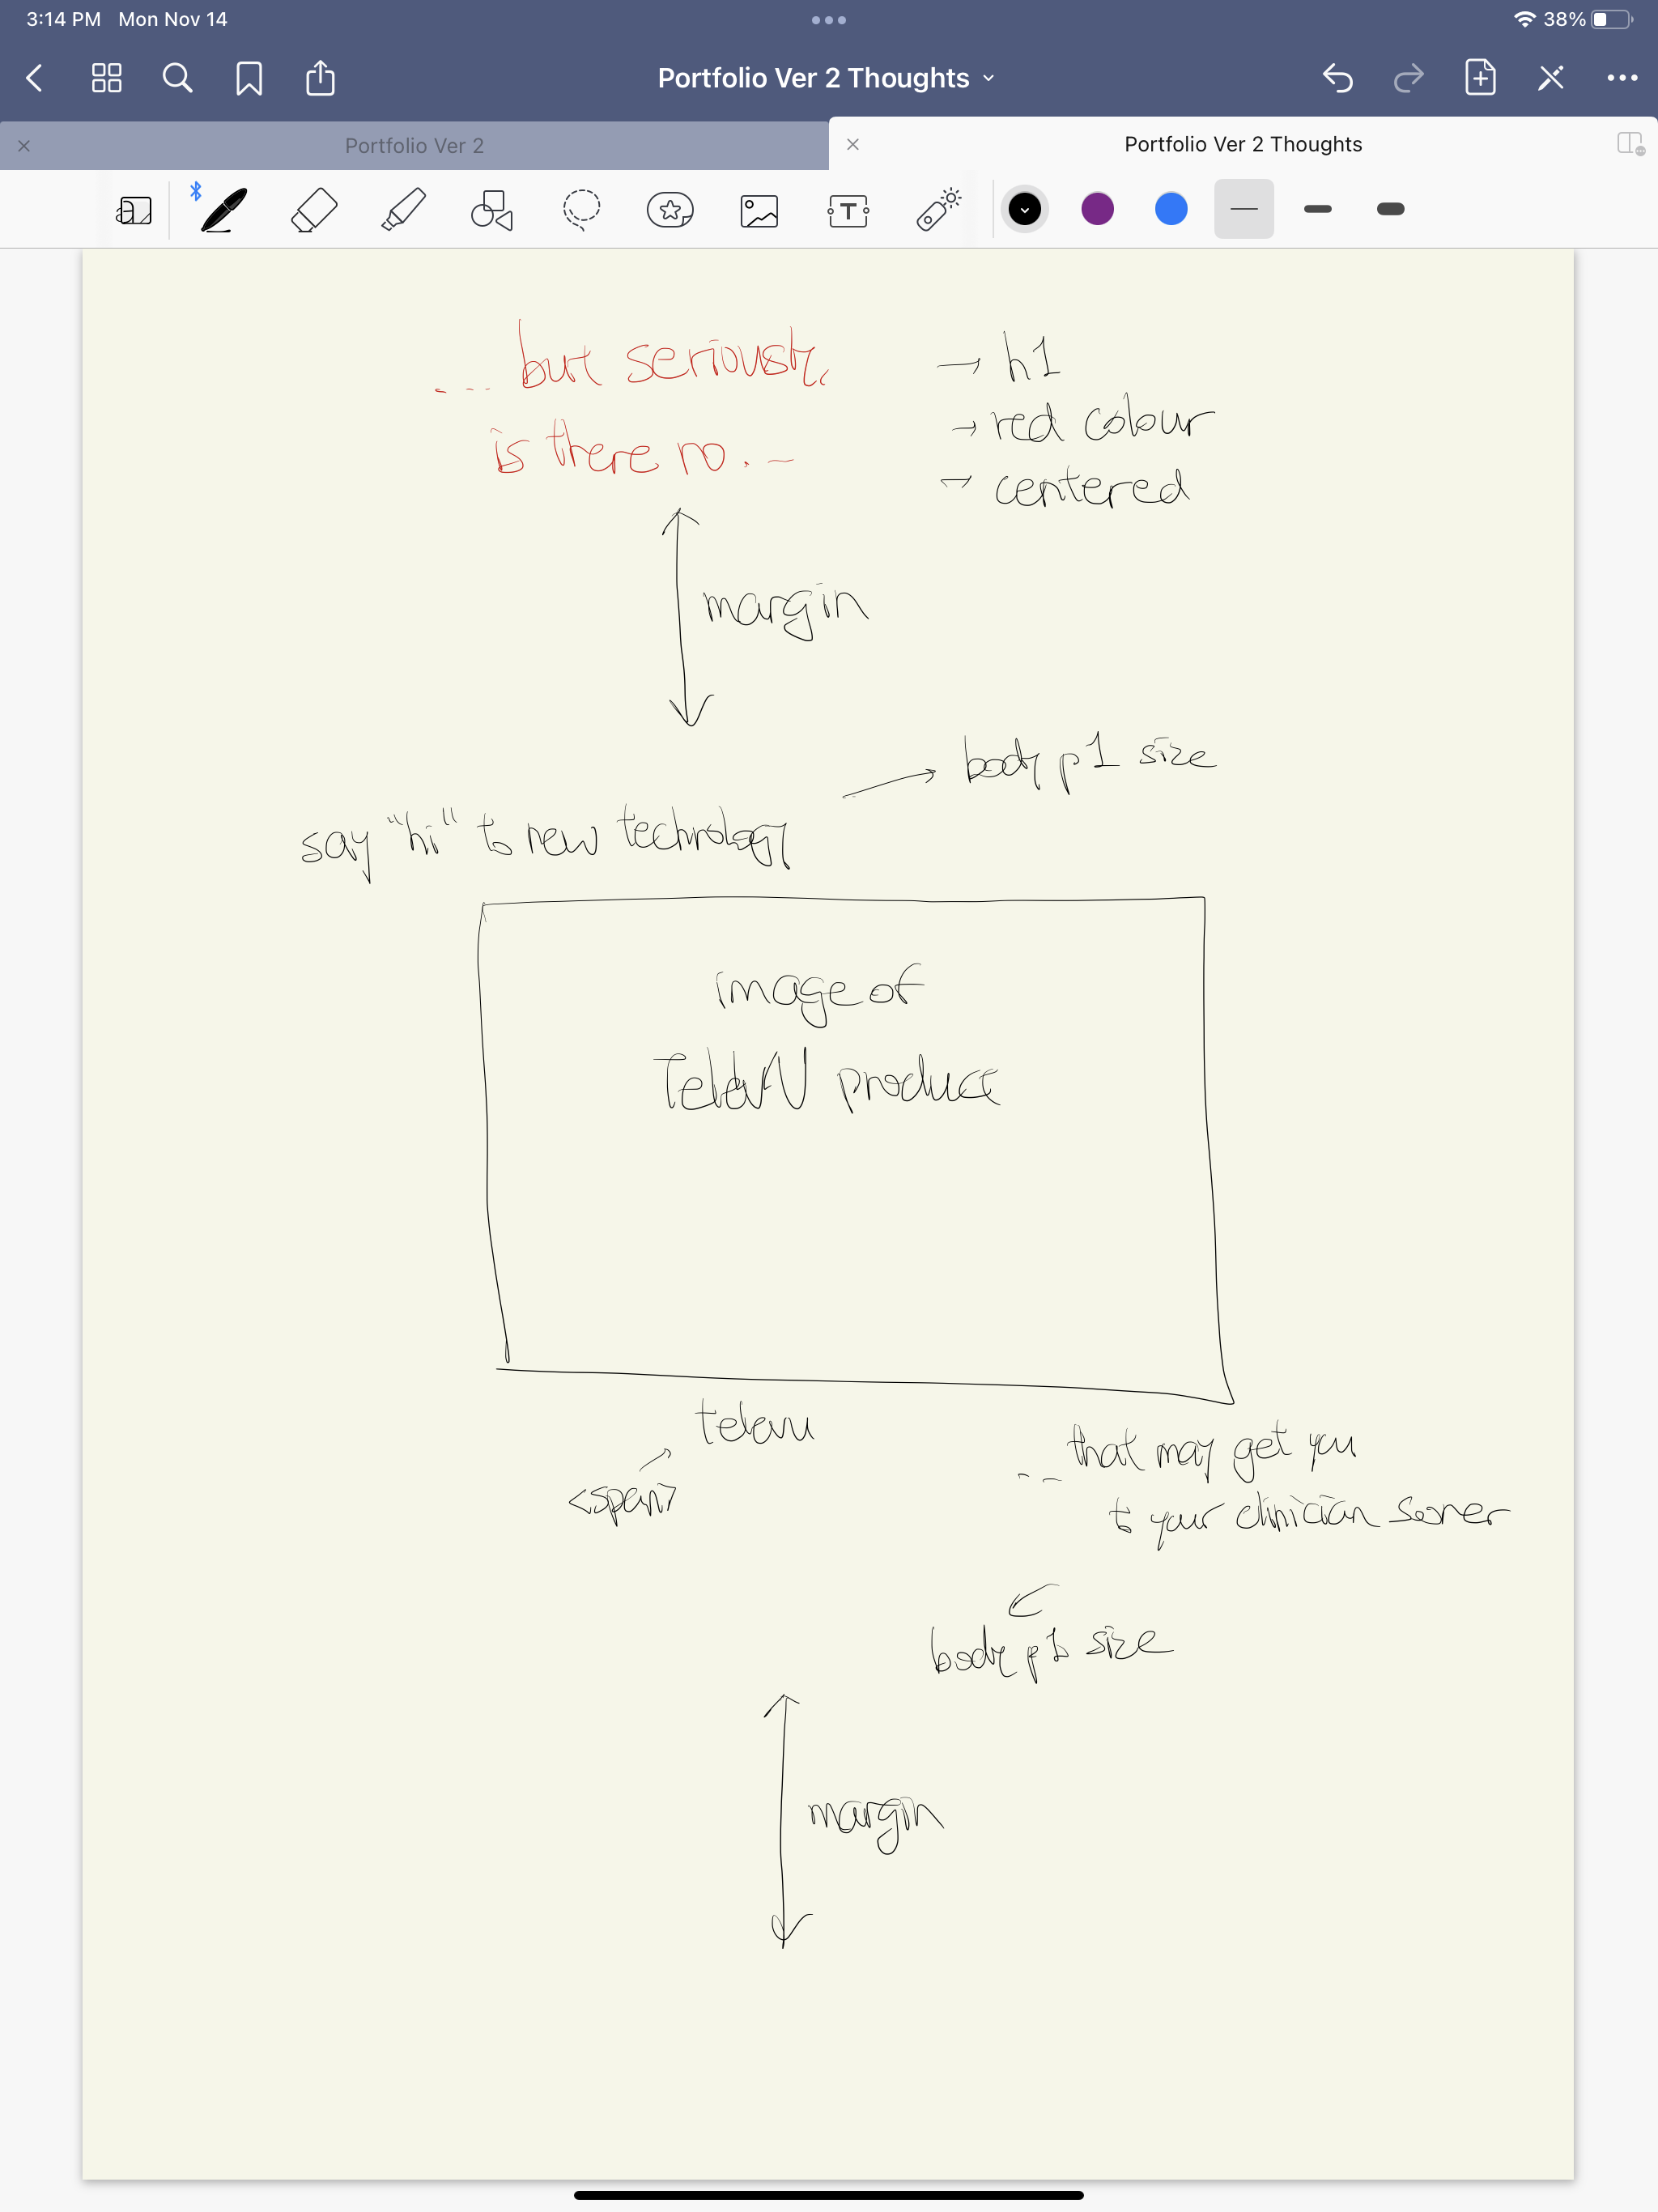 3:14 PM Mon Nov 14
38%
Portfolio Ver 2 Thoughts
Portfolio Ver 2
Portfolio Ver 2 Thoughts
... but seriously,
is there no ..
→ h1
→ red colour
→ centered
margin
→ body p1 size
say "hi" to new technology
image of
product
<span>
.. that may get you
to your clinician sooner
body p1 size
margin